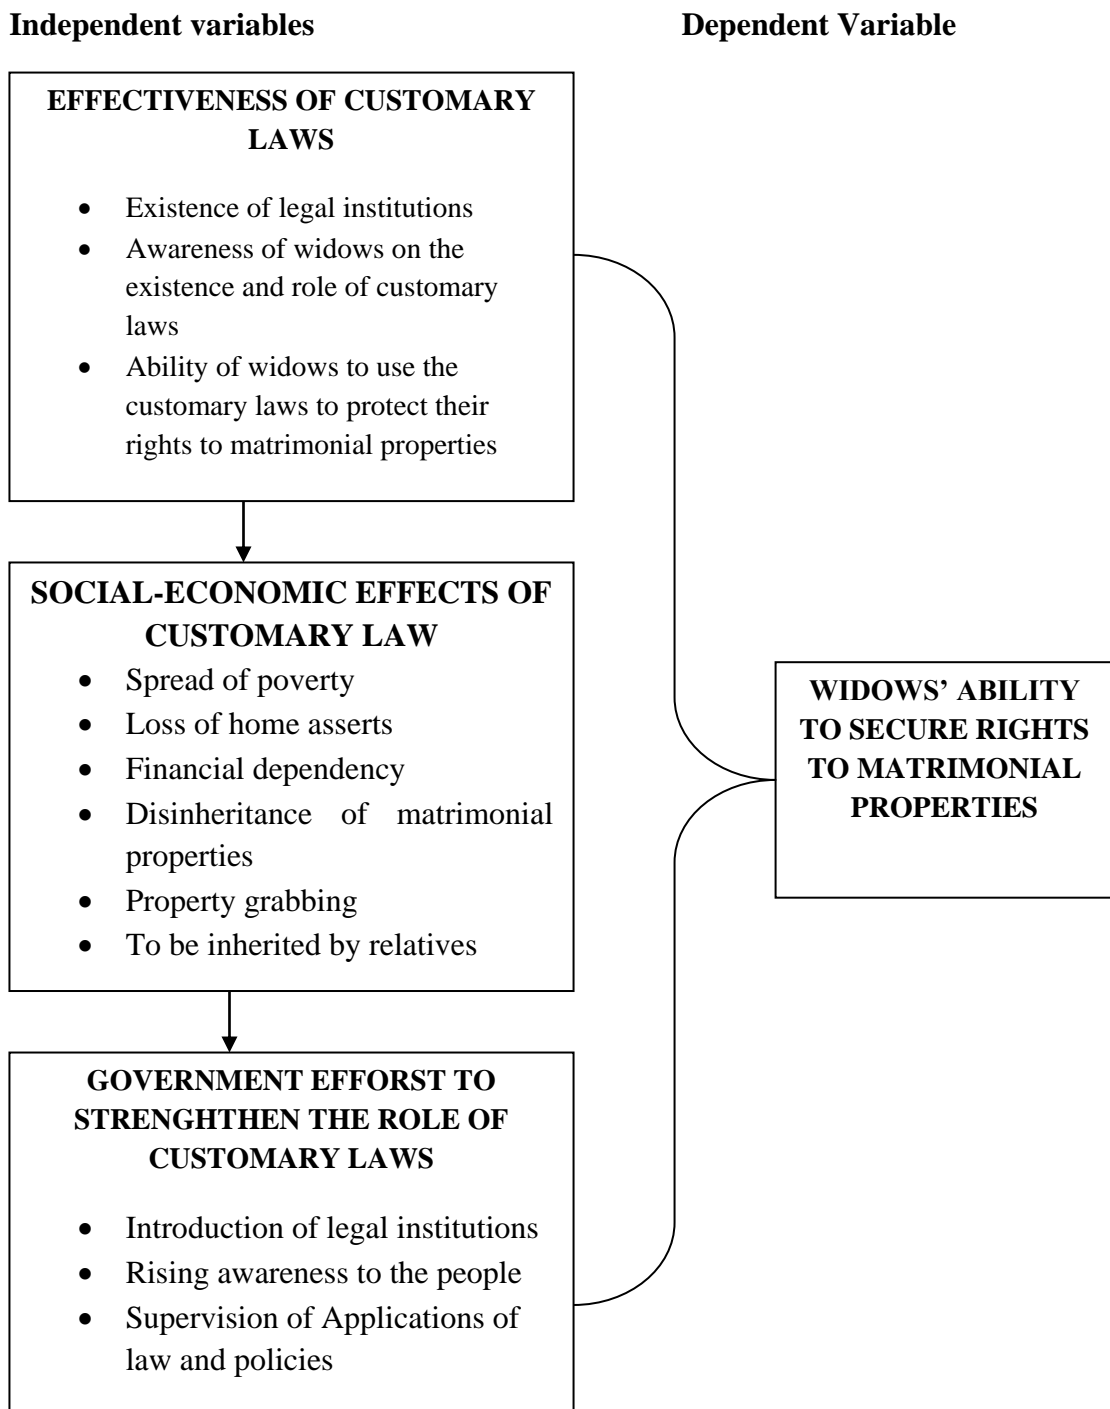 Independent variables
Dependent Variable
EFFECTIVENESS OF CUSTOMARY
LAWS
• Existence of legal institutions
• Awareness of widows on the
existence and role of customary
laws
• Ability of widows to use the
customary laws to protect their
rights to matrimonial properties
SOCIAL-ECONOMIC EFFECTS OF
CUSTOMARY LAW
• Spread of poverty
• Loss of home asserts
• Financial dependency
• Disinheritance of matrimonial
properties
• Property grabbing
• To be inherited by relatives
GOVERNMENT EFFORST TO
STRENGHTHEN THE ROLE OF
CUSTOMARY LAWS
• Introduction of legal institutions
• Rising awareness to the people
• Supervision of Applications of
law and policies
WIDOWS’ ABILITY
TO SECURE RIGHTS
TO MATRIMONIAL
PROPERTIES